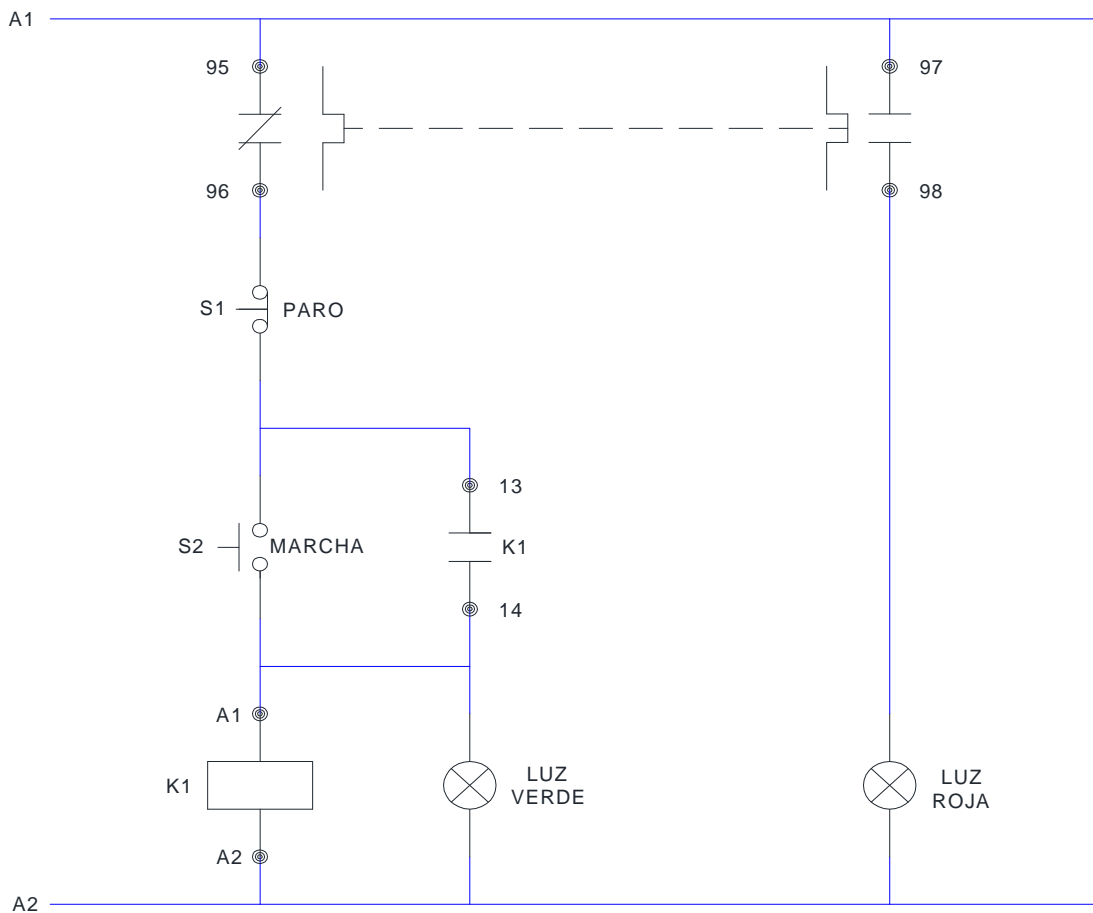 A1
95
97
96
98
S1
PARO
13
S2
MARCHA
K1
14
A1
K1
LUZ
VERDE
LUZ
ROJA
A2
A2